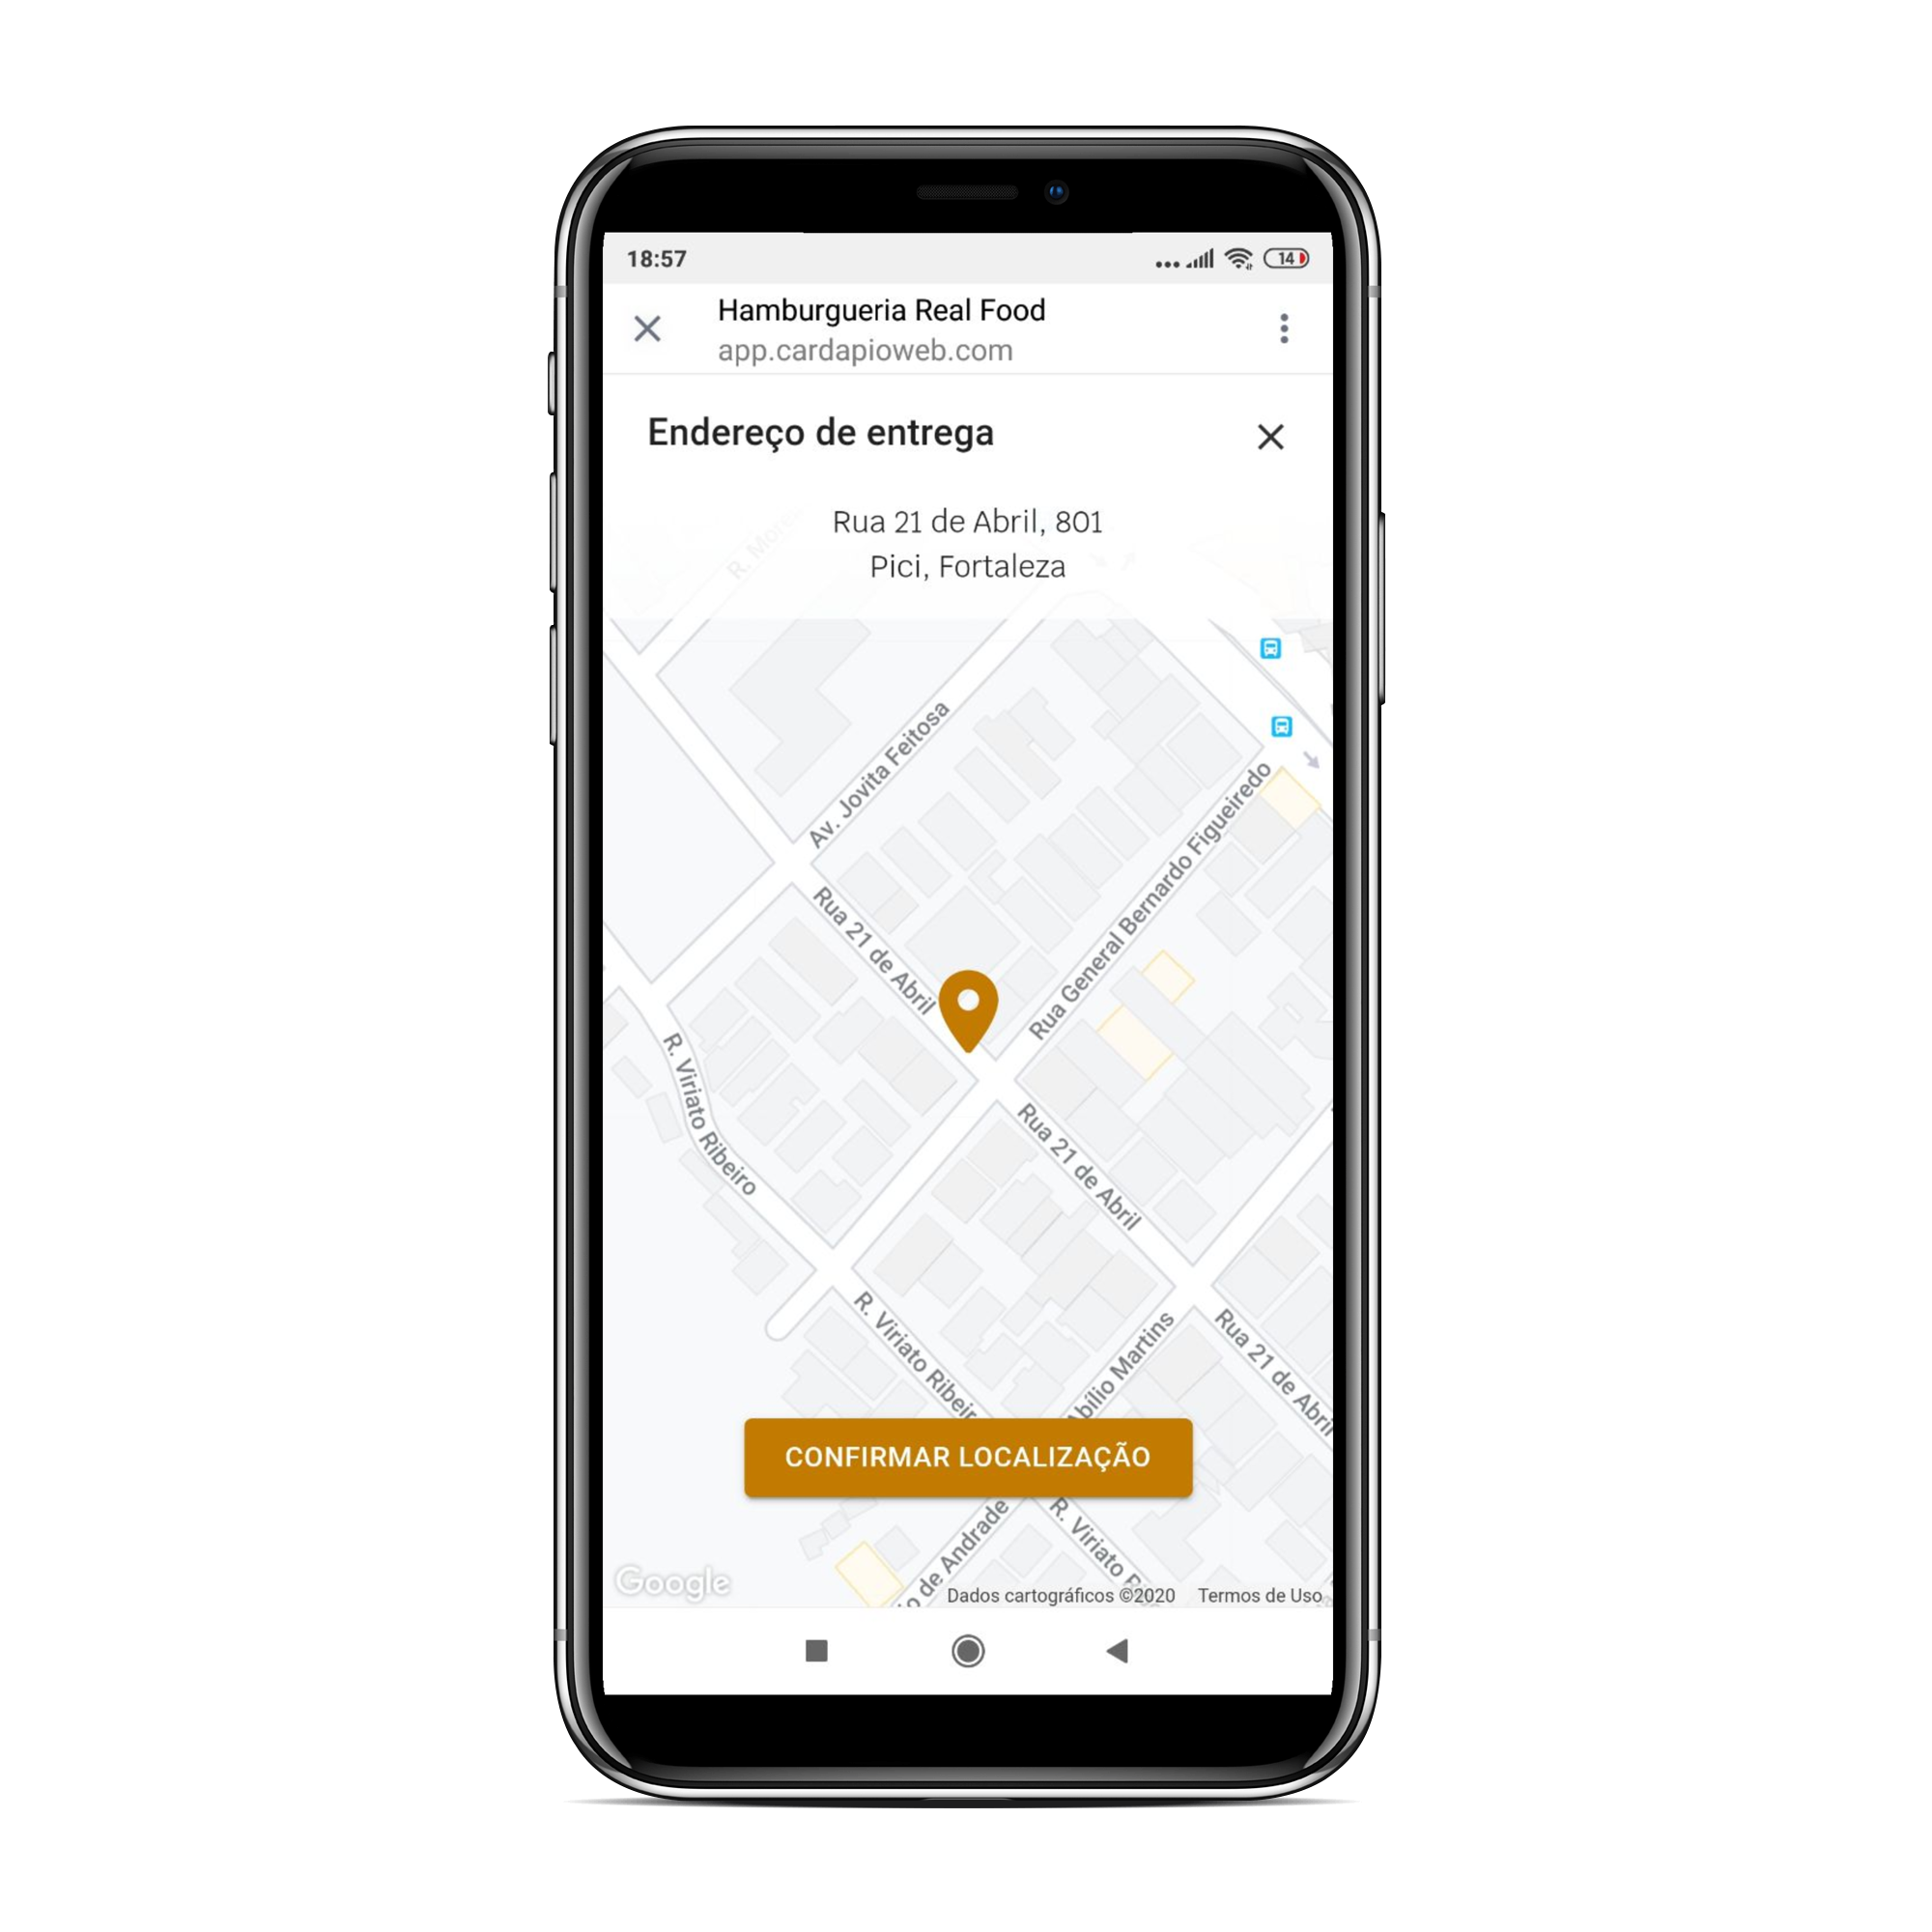 18:57
14
Hamburgueria Real Food
app.cardapioweb.com
Endereço de entrega
Rua 21 de Abril, 801
Pici, Fortaleza
Av. Jovita Feitosa
Rua General Bernardo Figueiredo
Rua 21 de Abril
R. Viriato Ribeiro
Rua 21 de Abril
R. Viriato Ribeir
Abílio Martins
Rua 21 de Abril
CONFIRMAR LOCALIZAÇÃO
de Andrade
R. Viriato
Google
Dados cartográficos ©2020
Termos de Uso